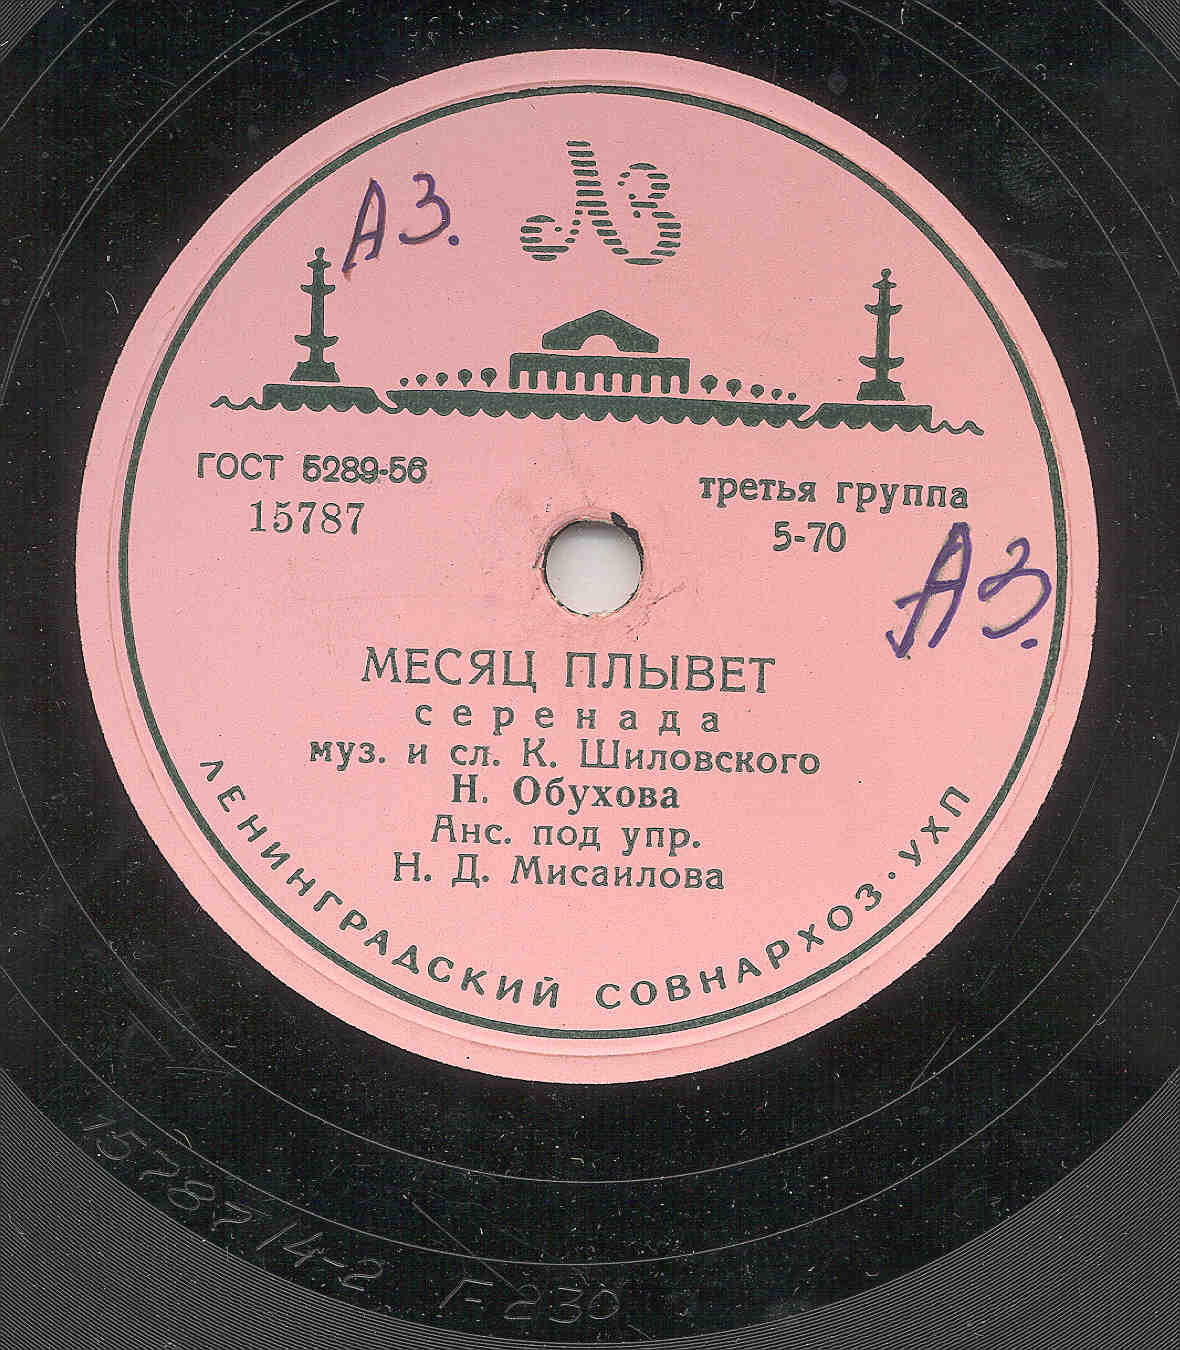 АЗ.
ЛЗ
ГОСТ 5289-56
15787
третья группа
5-70
АЗ.
МЕСЯЦ ПЛЫВЕТ
серенада
муз. и сл. К. Шиловского
Н. Обухова
Анс. под упр.
Н. Д. Мисаилова
ЛЕНИНГРАДСКИЙ СОВНАРХОЗ·УХП
15787/4-2 Г-230